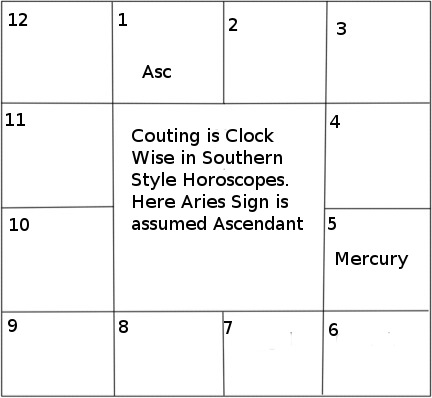 12
1
2
3
Asc
11
Couting is Clock
Wise in Southern
Style Horoscopes.
Here Aries Sign is
assumed Ascendant
4
10
5
Mercury
9
8
7
6